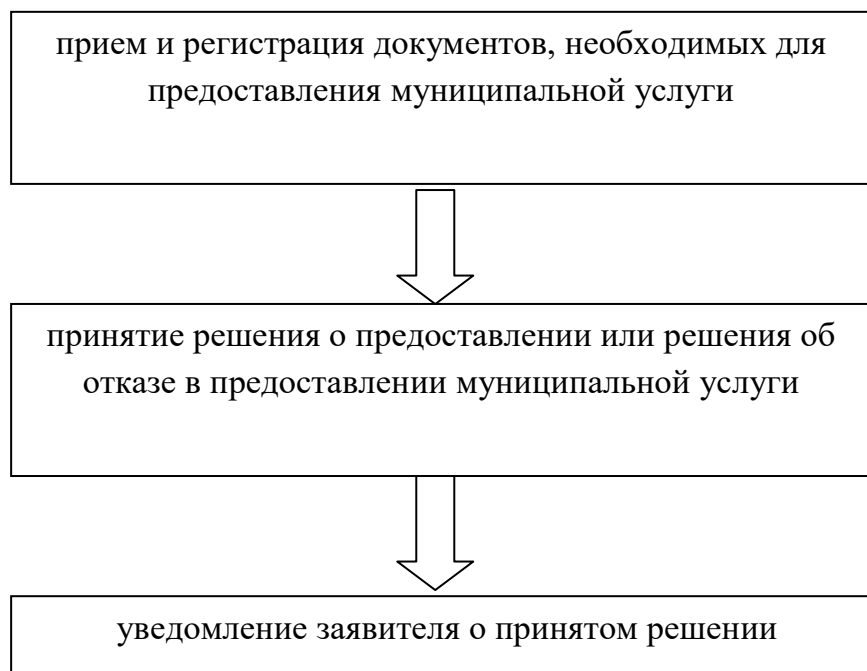 прием и регистрация документов, необходимых для
предоставления муниципальной услуги
принятие решения о предоставлении или решения об
отказе в предоставлении муниципальной услуги
уведомление заявителя о принятом решении